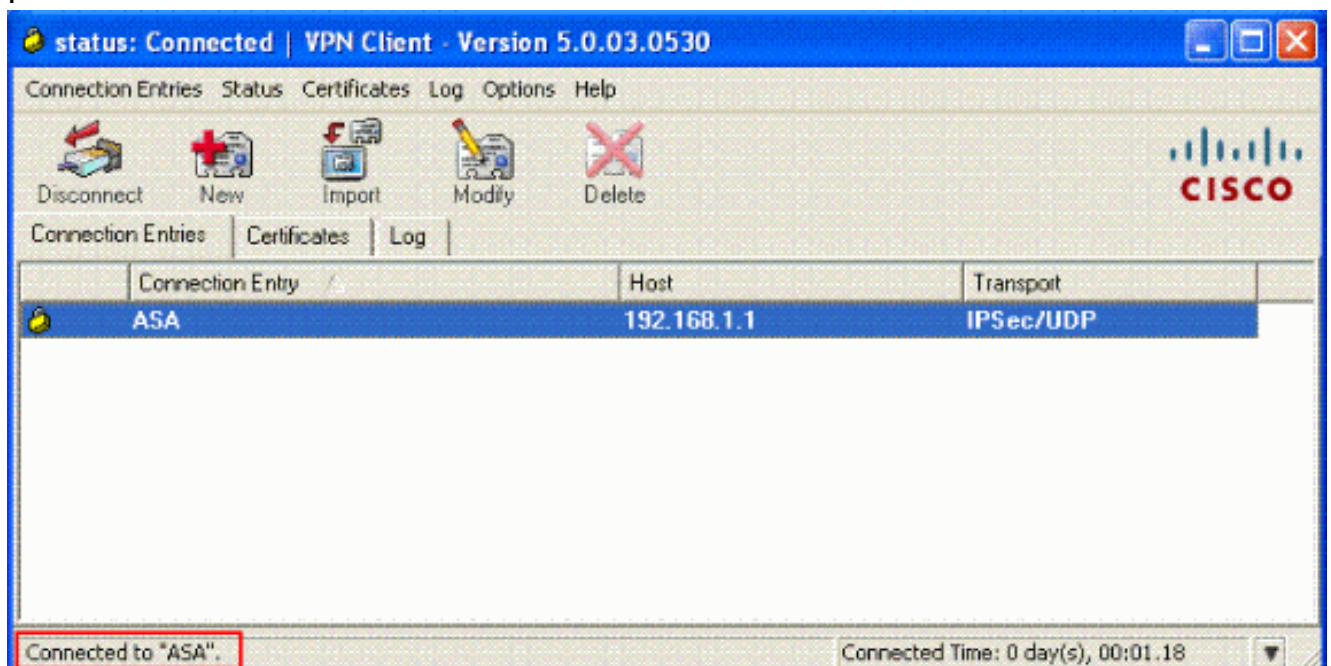 status: Connected | VPN Client - Version 5.0.03.0530
Connection Entries Status Certificates Log Options Help
Disconnect New Import Modify Delete
CISCO
Connection Entries Certificates Log
Connection Entry Host Transport
ASA 192.168.1.1 IPSec/UDP
Connected to "ASA". Connected Time: 0 day(s), 00:01.18